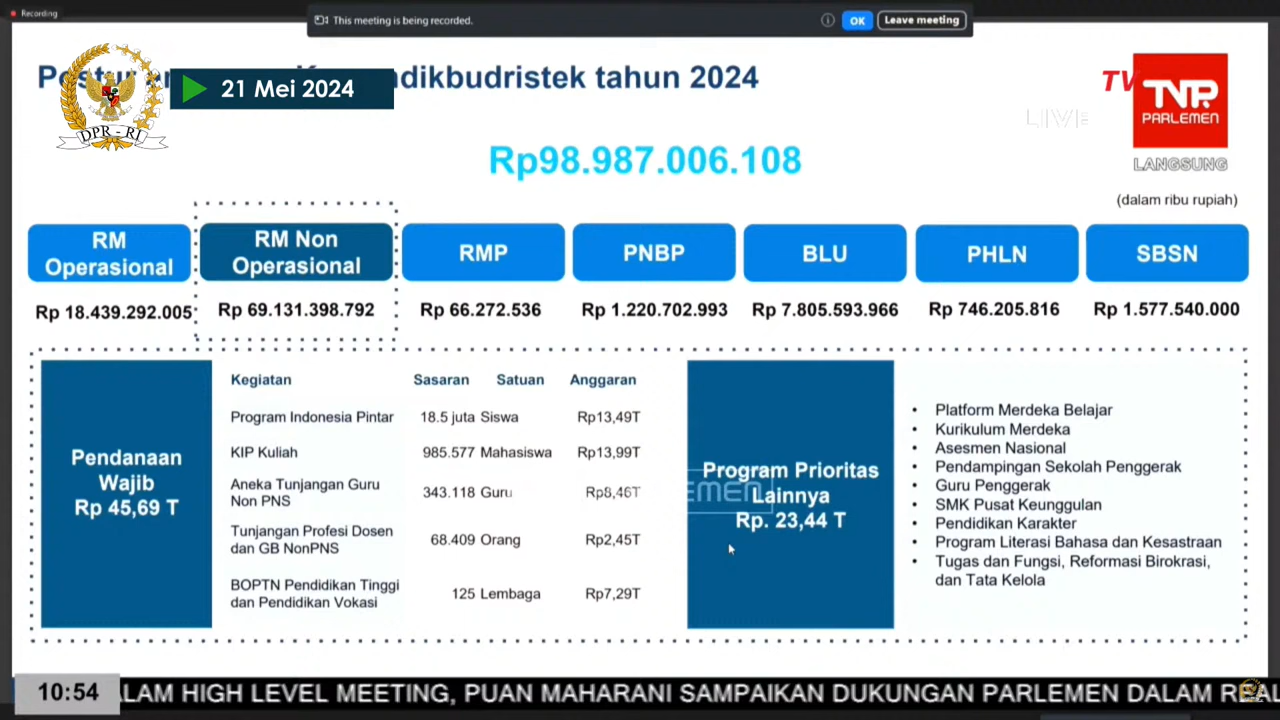 Recording
This meeting is being recorded.
OK
Leave meeting
Kemendikbudristek tahun 2024
21 Mei 2024
DPR - RI
TV
TVR
PARLEMEN
LIVE
LANGSUNG
Rp98.987.006.108
(dalam ribu rupiah)
RM
Operasional
RM Non
Operasional
RMP
PNBP
BLU
PHLN
SBSN
Rp 18.439.292.005
Rp 69.131.398.792
Rp 66.272.536
Rp 1.220.702.993
Rp 7.805.593.966
Rp 746.205.816
Rp 1.577.540.000
Pendanaan
Wajib
Rp 45,69 T
Kegiatan Sasaran Satuan Anggaran
Program Indonesia Pintar 18.5 juta Siswa Rp13,49T
KIP Kuliah 985.577 Mahasiswa Rp13,99T
Aneka Tunjangan Guru
Non PNS 343.118 Guru Rp8,46T
Tunjangan Profesi Dosen
dan GB NonPNS 68.409 Orang Rp2,45T
BOPTN Pendidikan Tinggi
dan Pendidikan Vokasi 125 Lembaga Rp7,29T
Program Prioritas
Lainnya
Rp. 23,44 T
• Platform Merdeka Belajar
• Kurikulum Merdeka
• Asesmen Nasional
• Pendampingan Sekolah Penggerak
• Guru Penggerak
• SMK Pusat Keunggulan
• Pendidikan Karakter
• Program Literasi Bahasa dan Kesastraan
• Tugas dan Fungsi, Reformasi Birokrasi,
dan Tata Kelola
10:54
ALAM HIGH LEVEL MEETING, PUAN MAHARANI SAMPAIKAN DUKUNGAN PARLEMEN DALAM REAL